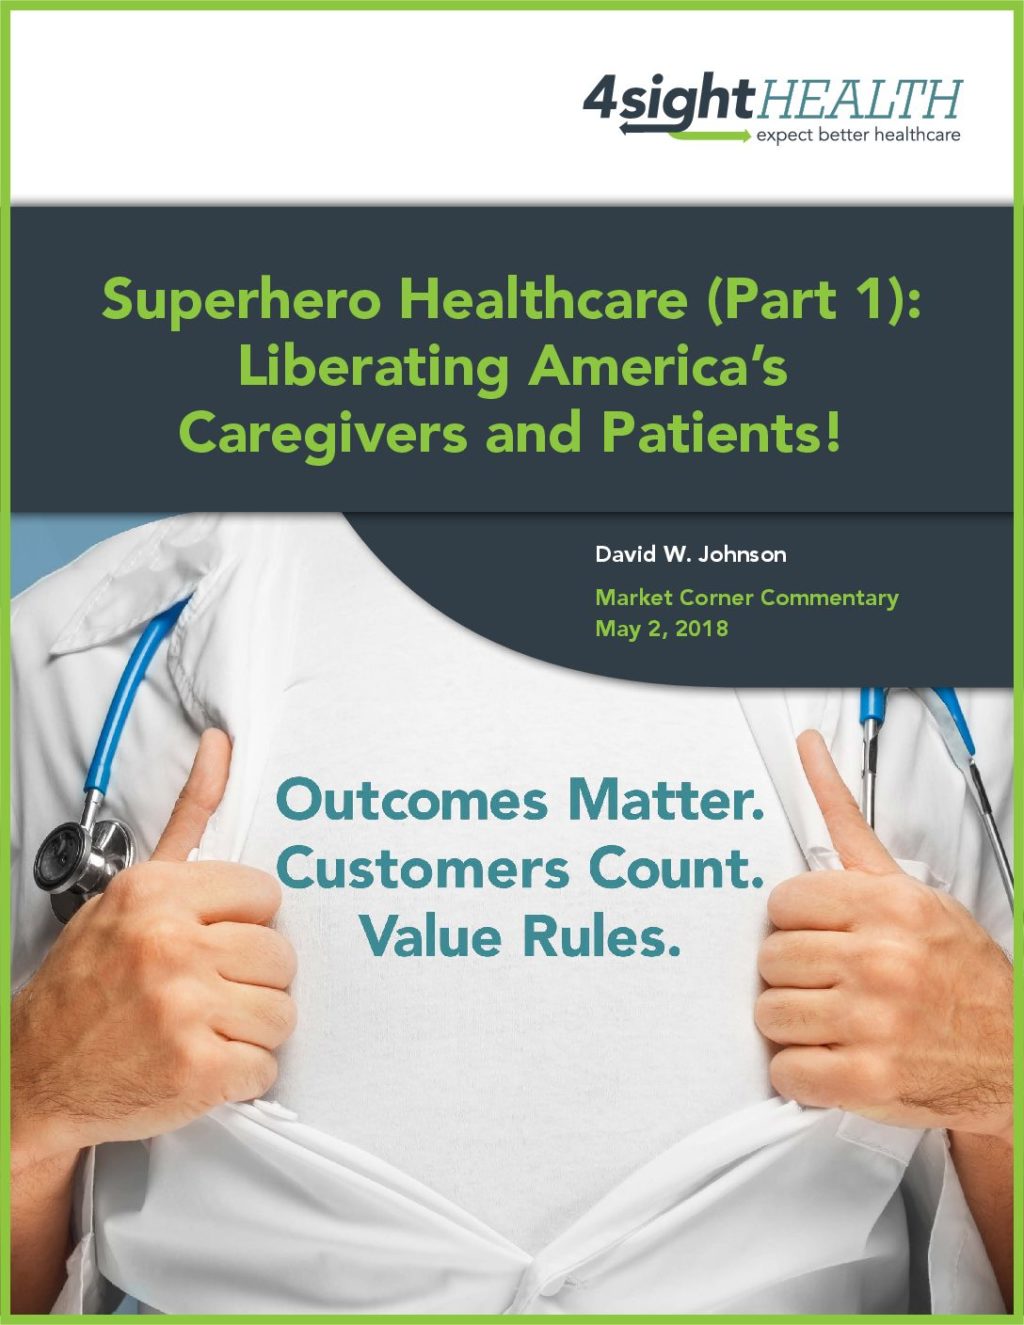 4sightHEALTH
expect better healthcare
Superhero Healthcare (Part 1):
Liberating America’s
Caregivers and Patients!
David W. Johnson
Market Corner Commentary
May 2, 2018
Outcomes Matter.
Customers Count.
Value Rules.